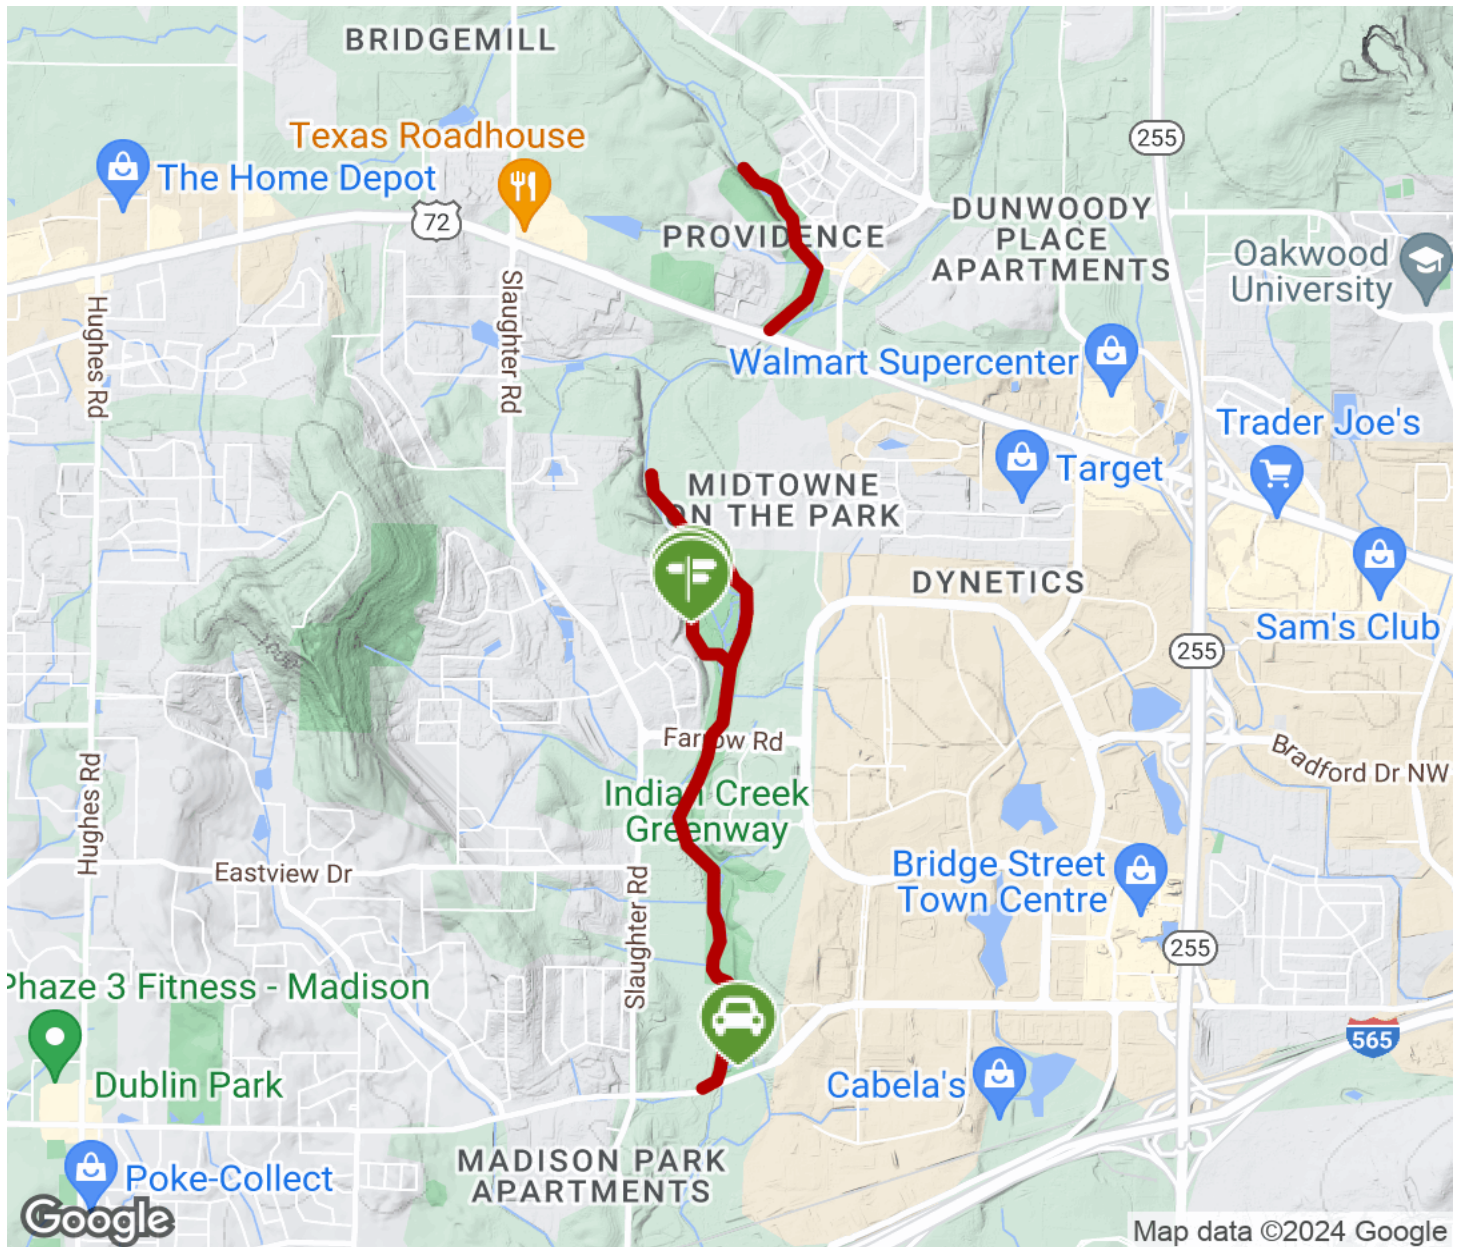 BRIDGEMILL
Texas Roadhouse
The Home Depot
255
72
PROVIDENCE
DUNWOODY
PLACE
APARTMENTS
Oakwood
University
Slaughter Rd
Hughes Rd
Walmart Supercenter
Trader Joe's
Target
MIDTOWNE
ON THE PARK
DYNETICS
Sam's Club
255
Farrow Rd
Bradford Dr NW
Hughes Rd
Indian Creek
Greenway
Eastview Dr
Bridge Street
Town Centre
Slaughter Rd
255
Phaze 3 Fitness - Madison
565
Dublin Park
Cabela's
MADISON PARK
APARTMENTS
Poke-Collect
Google
Map data ©2024 Google